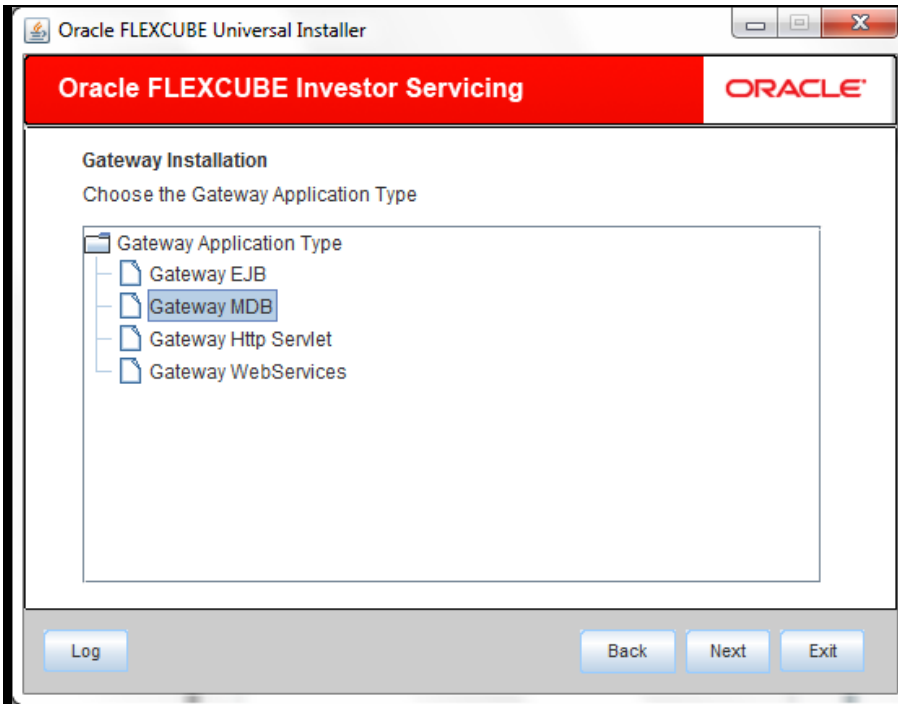 Oracle FLEXCUBE Universal Installer
Oracle FLEXCUBE Investor Servicing
ORACLE
Gateway Installation
Choose the Gateway Application Type
Gateway Application Type
Gateway EJB
Gateway MDB
Gateway Http Servlet
Gateway WebServices
Log
Back
Next
Exit